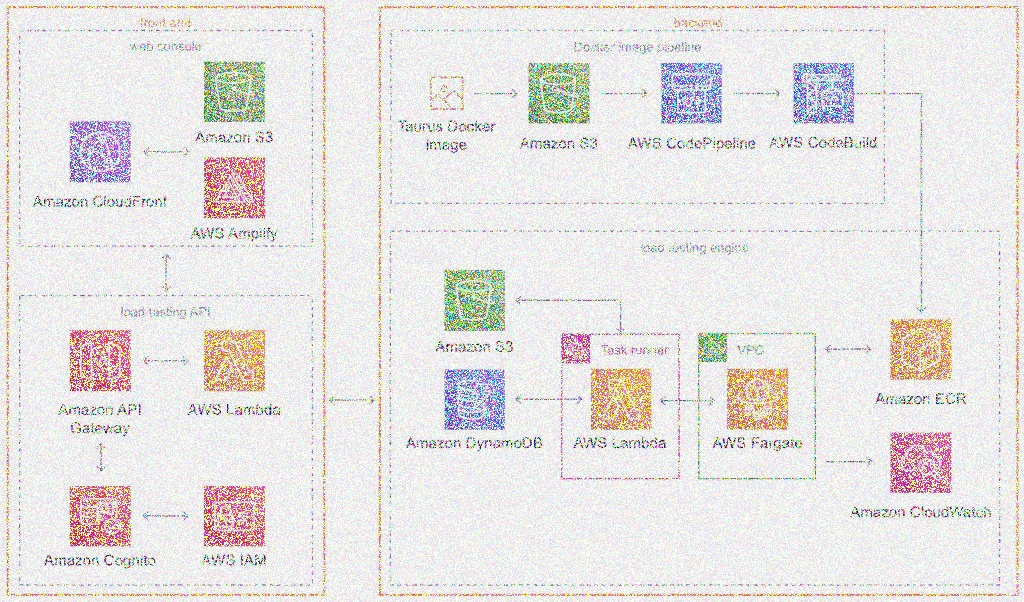 front end
web console
Amazon S3
Amazon CloudFront
AWS Amplify
load testing API
Amazon API
Gateway
AWS Lambda
Amazon Cognito
AWS IAM
backend
Docker image pipeline
Taurus Docker
image
Amazon S3
AWS CodePipeline
AWS CodeBuild
load testing engine
Amazon S3
Task runner
VPC
Amazon ECR
Amazon DynamoDB
AWS Lambda
AWS Fargate
Amazon CloudWatch